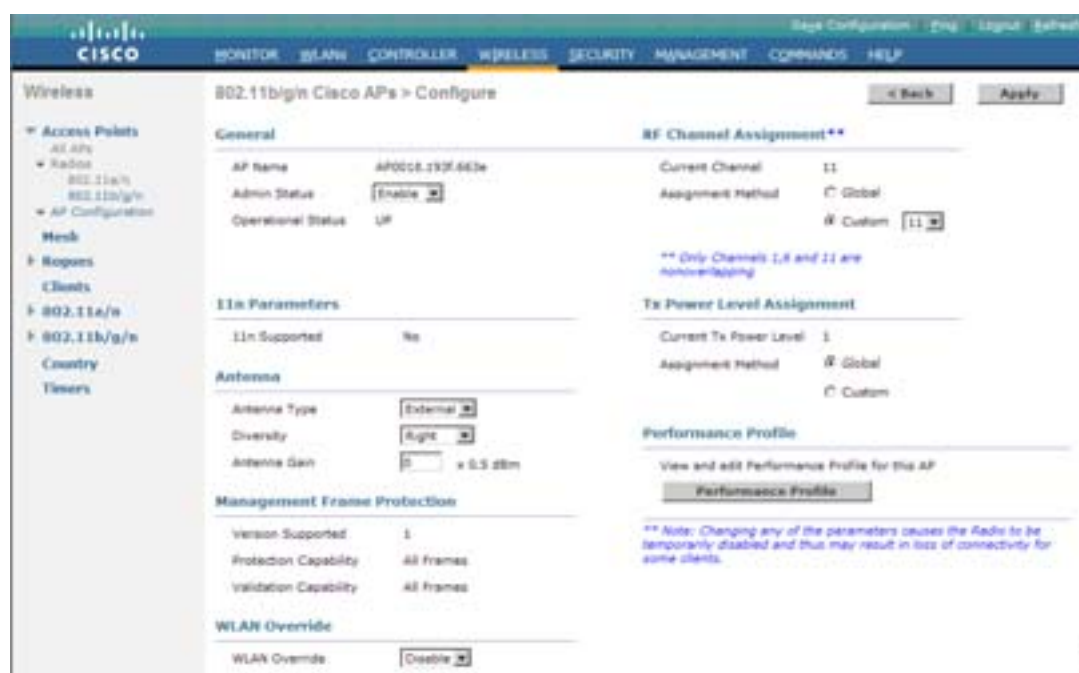 Save Configuration Ping Logout Refresh
CISCO
MONITOR WLANs CONTROLLER WIRELESS SECURITY MANAGEMENT COMMANDS HELP
Wireless
Access Points
All APs
Radios
802.11a/n
802.11b/g/n
AP Configuration
Mesh
Rogues
Clients
802.11a/n
802.11b/g/n
Country
Timers
802.11b/g/n Cisco APs > Configure
< Back
Apply
General
AP Name
Admin Status Enable
Operational Status UP
11n Parameters
11n Supported No
Antenna
Antenna Type External
Diversity Right
Antenna Gain 0 x 0.5 dBm
Management Frame Protection
Version Supported 1
Protection Capability All Frames
Validation Capability All Frames
WLAN Override
WLAN Override Disable
RF Channel Assignment**
Current Channel 11
Assignment Method Global
Custom 11
** Only Channels 1,6 and 11 are
nonoverlapping
Tx Power Level Assignment
Current Tx Power Level 1
Assignment Method Global
Custom
Performance Profile
View and edit Performance Profile for this AP
Performance Profile
** Note: Changing any of the parameters causes the Radio to be
temporarily disabled and thus may result in loss of connectivity for
some clients.